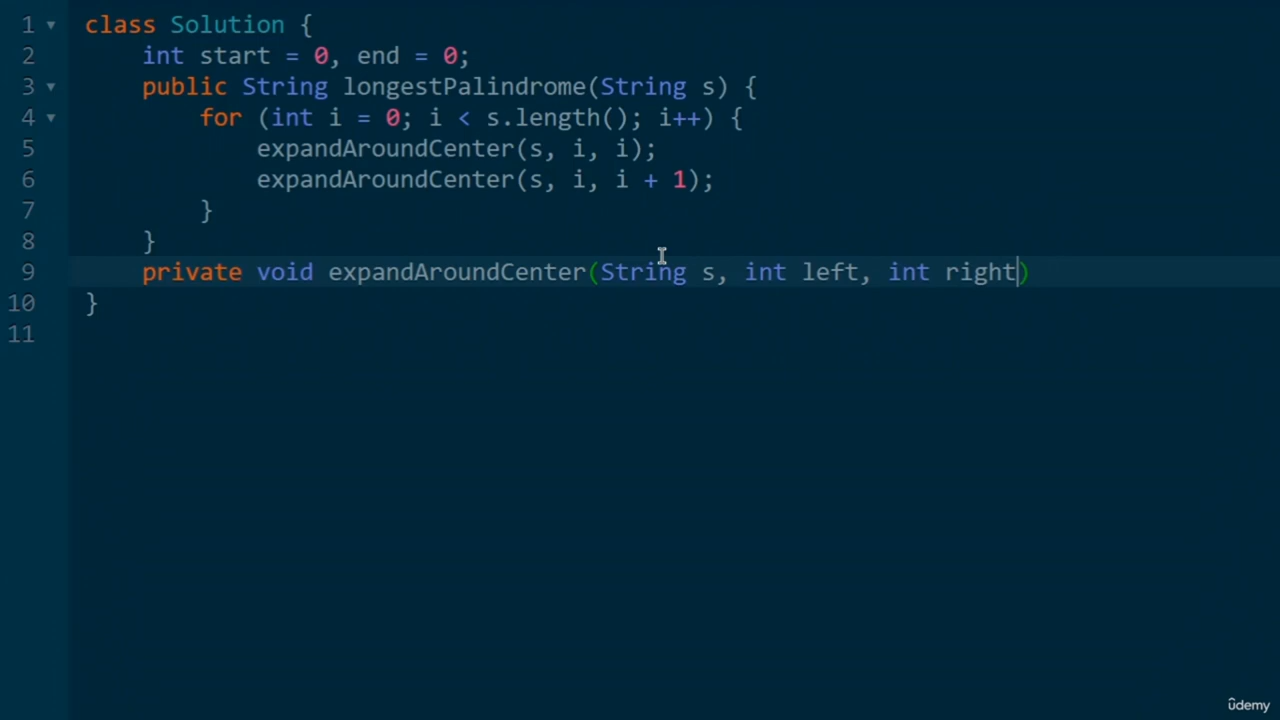 1 class Solution {
2 int start = 0, end = 0;
3 public String longestPalindrome(String s) {
4 for (int i = 0; i < s.length(); i++) {
5 expandAroundCenter(s, i, i);
6 expandAroundCenter(s, i, i + 1);
7 }
8 }
9 private void expandAroundCenter(String s, int left, int right)
10 }
11
ûdemy